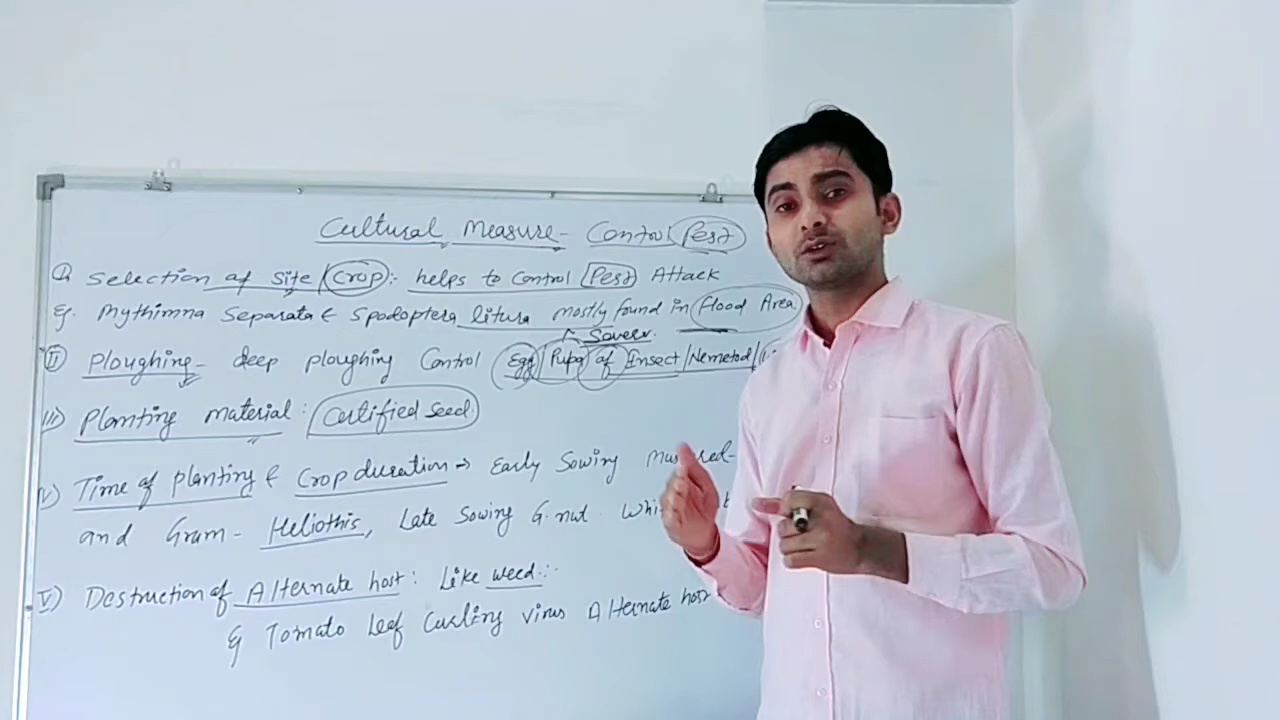 Cultural Measure - Control Pest
I) Selection of Site/Crop: helps to Control Pest Attack
Eg. Mythimna Separata & Spodoptera litura mostly found in flood Area
II) Ploughing - deep ploughing Control Egg/Pupa of Insect/Nemetod/
III) Planting material: Certified Seed
IV) Time of planting & Crop duration → Early Sowing
and Gram - Heliothis, Late Sowing G.nut
V) Destruction of Alternate host: Like weed
Eg Tomato Leaf Curling virus Alternate host